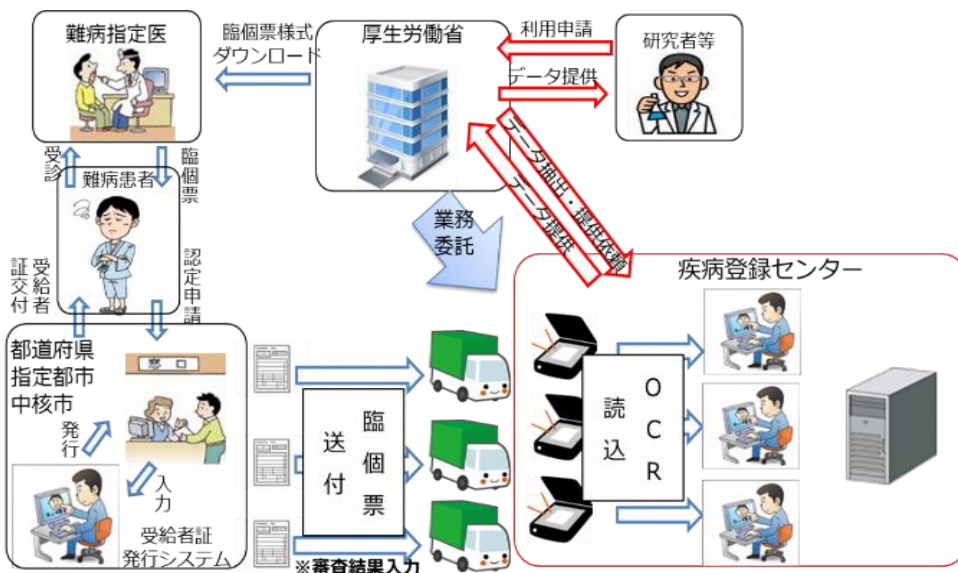 難病指定医
臨個票様式
ダウンロード
厚生労働省
利用申請
データ提供
研究者等
受診
臨個票
難病患者
データ抽出・提供依頼
データ提供
業務
委託
受給者
証交付
認定申請
疾病登録センター
都道府県
指定都市
中核市
窓口
発行
入力
受給者証
発行システム
臨個票
送付
※審査結果入力
OCR
読込